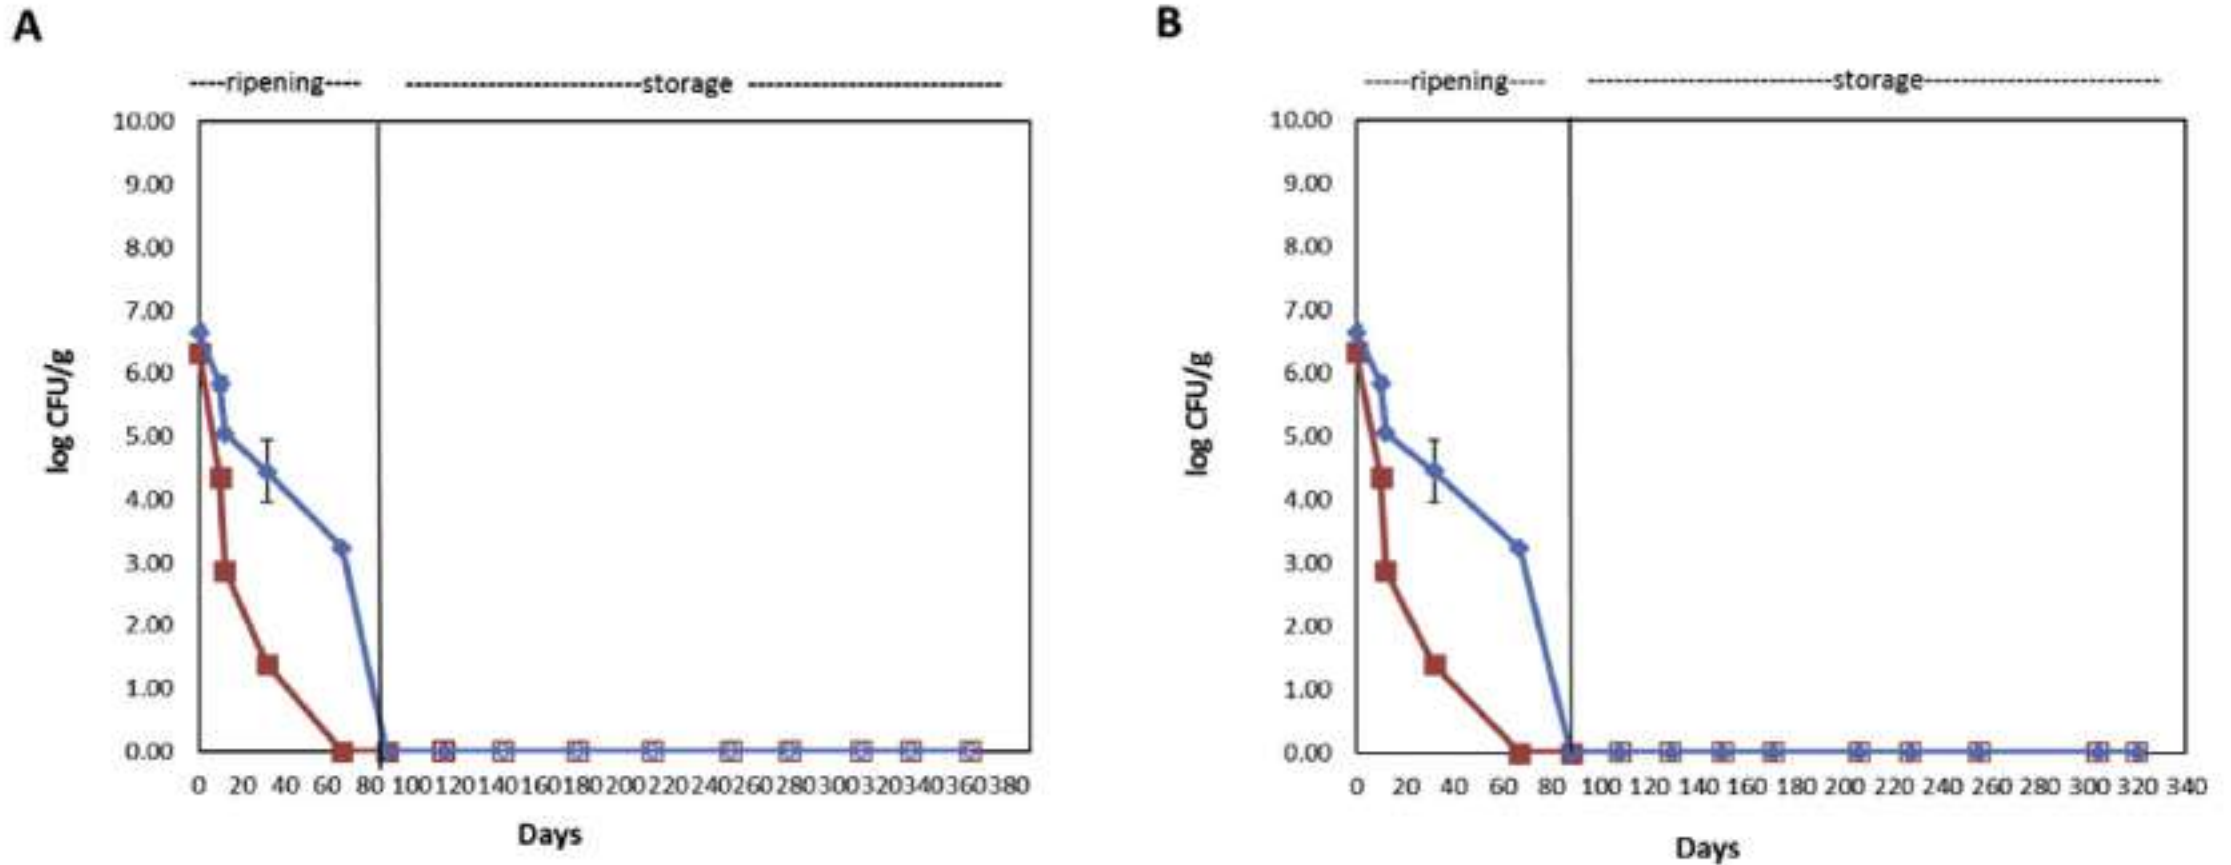 A
----ripening---- ---------------------------storage-----------------------------
10.00
9.00
8.00
7.00
6.00
5.00
4.00
3.00
2.00
1.00
0.00
log CFU/g
0 20 40 60 80 100 120 140 160 180 200 220 240 260 280 300 320 340 360 380
Days
B
-----ripening---- -----------------------------storage-----------------------------
10.00
9.00
8.00
7.00
6.00
5.00
4.00
3.00
2.00
1.00
0.00
log CFU/g
0 20 40 60 80 100 120 140 160 180 200 220 240 260 280 300 320 340
Days